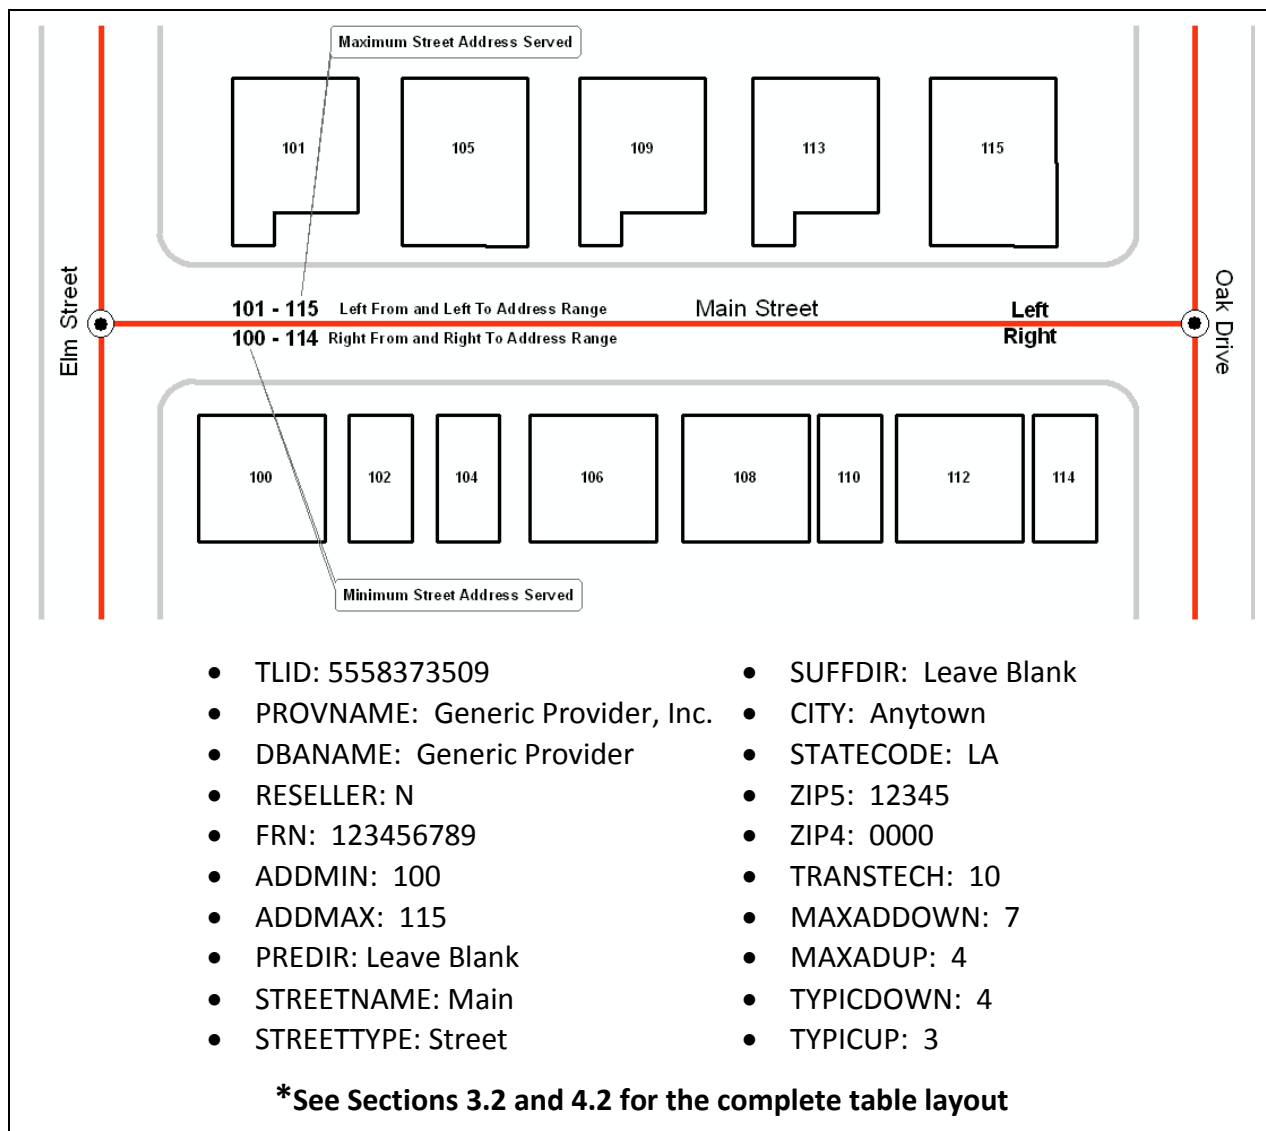 Maximum Street Address Served
101
105
109
113
115
Elm Street
101 - 115 Left From and Left To Address Range
Main Street
Left
100 - 114 Right From and Right To Address Range
Right
Oak Drive
100
102
104
106
108
110
112
114
Minimum Street Address Served
• TLID: 5558373509
• PROVNAME: Generic Provider, Inc.
• DBANAME: Generic Provider
• RESELLER: N
• FRN: 123456789
• ADDMIN: 100
• ADDMAX: 115
• PREDIR: Leave Blank
• STREETNAME: Main
• STREETTYPE: Street
• SUFFDIR: Leave Blank
• CITY: Anytown
• STATECODE: LA
• ZIP5: 12345
• ZIP4: 0000
• TRANSTECH: 10
• MAXADDOWN: 7
• MAXADUP: 4
• TYPICDOWN: 4
• TYPICUP: 3
*See Sections 3.2 and 4.2 for the complete table layout